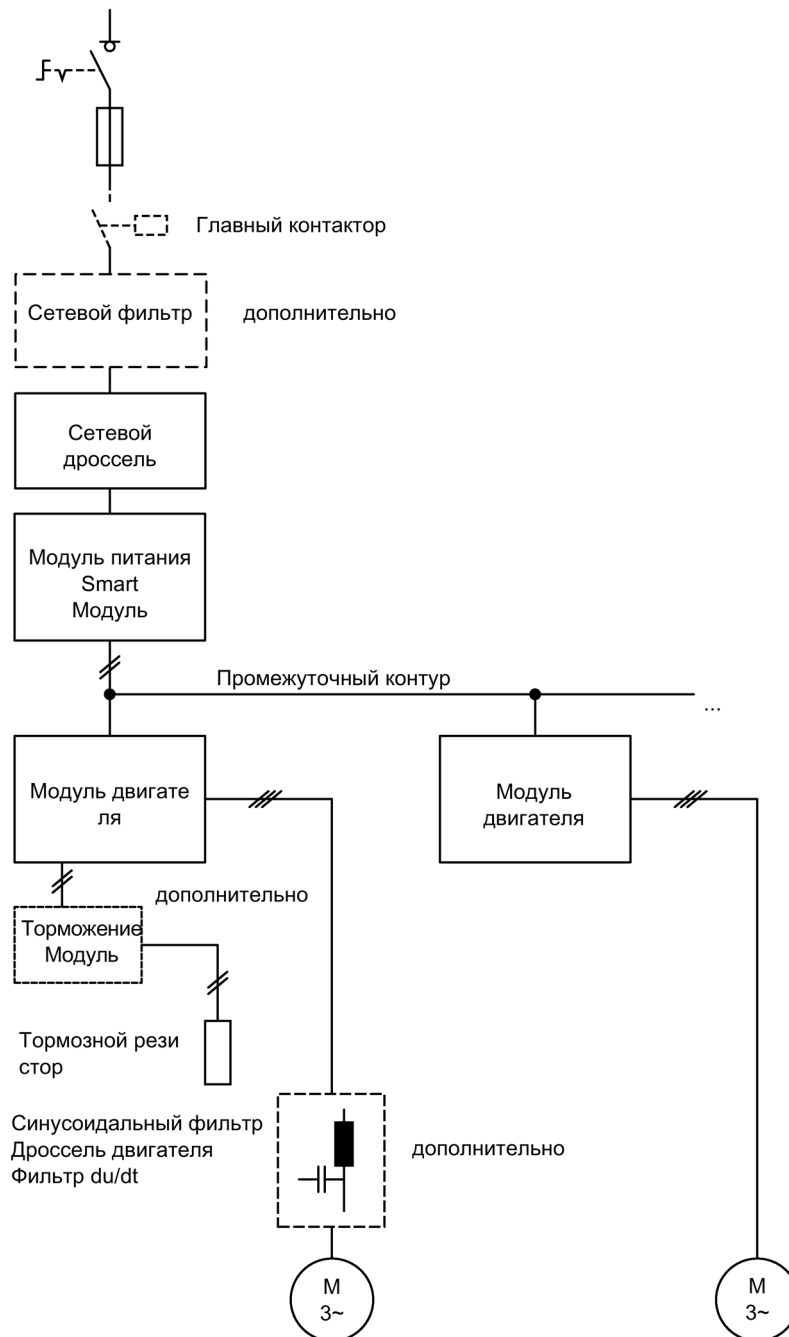 Главный контактор
Сетевой фильтр
дополнительно
Сетевой
дроссель
Модуль питания
Smart
Модуль
Промежуточный контур
...
Модуль двигате
ля
Модуль
двигателя
дополнительно
Торможение
Модуль
Тормозной рези
стор
Синусоидальный фильтр
Дроссель двигателя
Фильтр du/dt
дополнительно
M
3~
M
3~